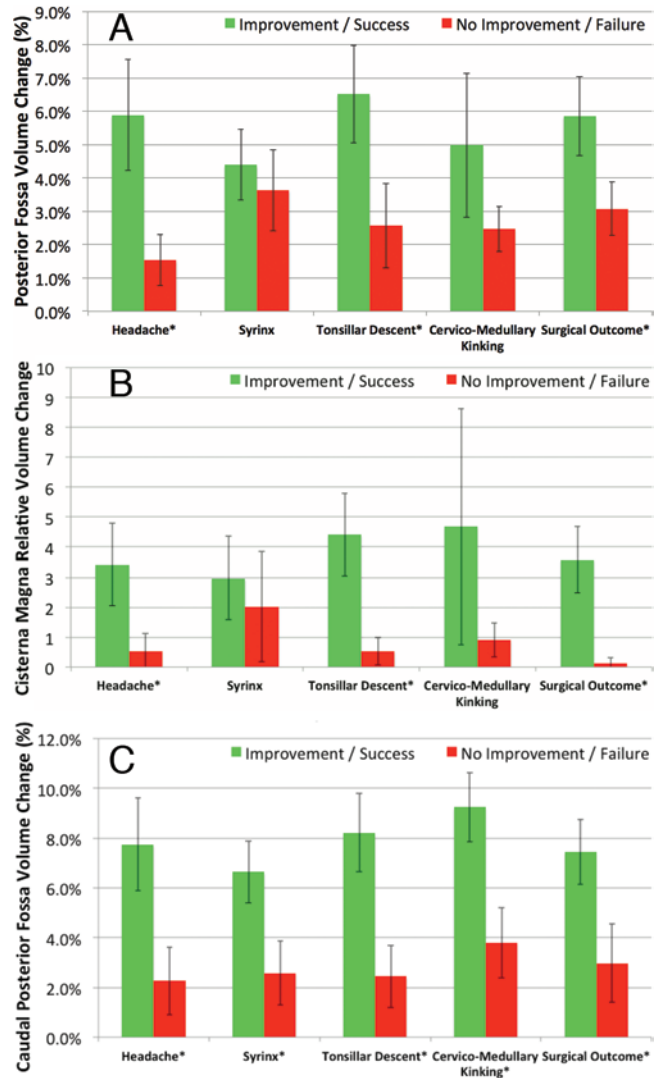 A
Improvement / Success No Improvement / Failure
Posterior Fossa Volume Change (%)
9.0%
8.0%
7.0%
6.0%
5.0%
4.0%
3.0%
2.0%
1.0%
0.0%
Headache* Syrinx Tonsillar Descent* Cervico-Medullary Surgical Outcome*
Kinking
B
Improvement / Success No Improvement / Failure
Cisterna Magna Relative Volume Change
10
9
8
7
6
5
4
3
2
1
0
Headache* Syrinx Tonsillar Descent* Cervico-Medullary Surgical Outcome*
Kinking
C
Improvement / Success No Improvement / Failure
Caudal Posterior Fossa Volume Change (%)
12.0%
10.0%
8.0%
6.0%
4.0%
2.0%
0.0%
Headache* Syrinx* Tonsillar Descent* Cervico-Medullary Surgical Outcome*
Kinking*